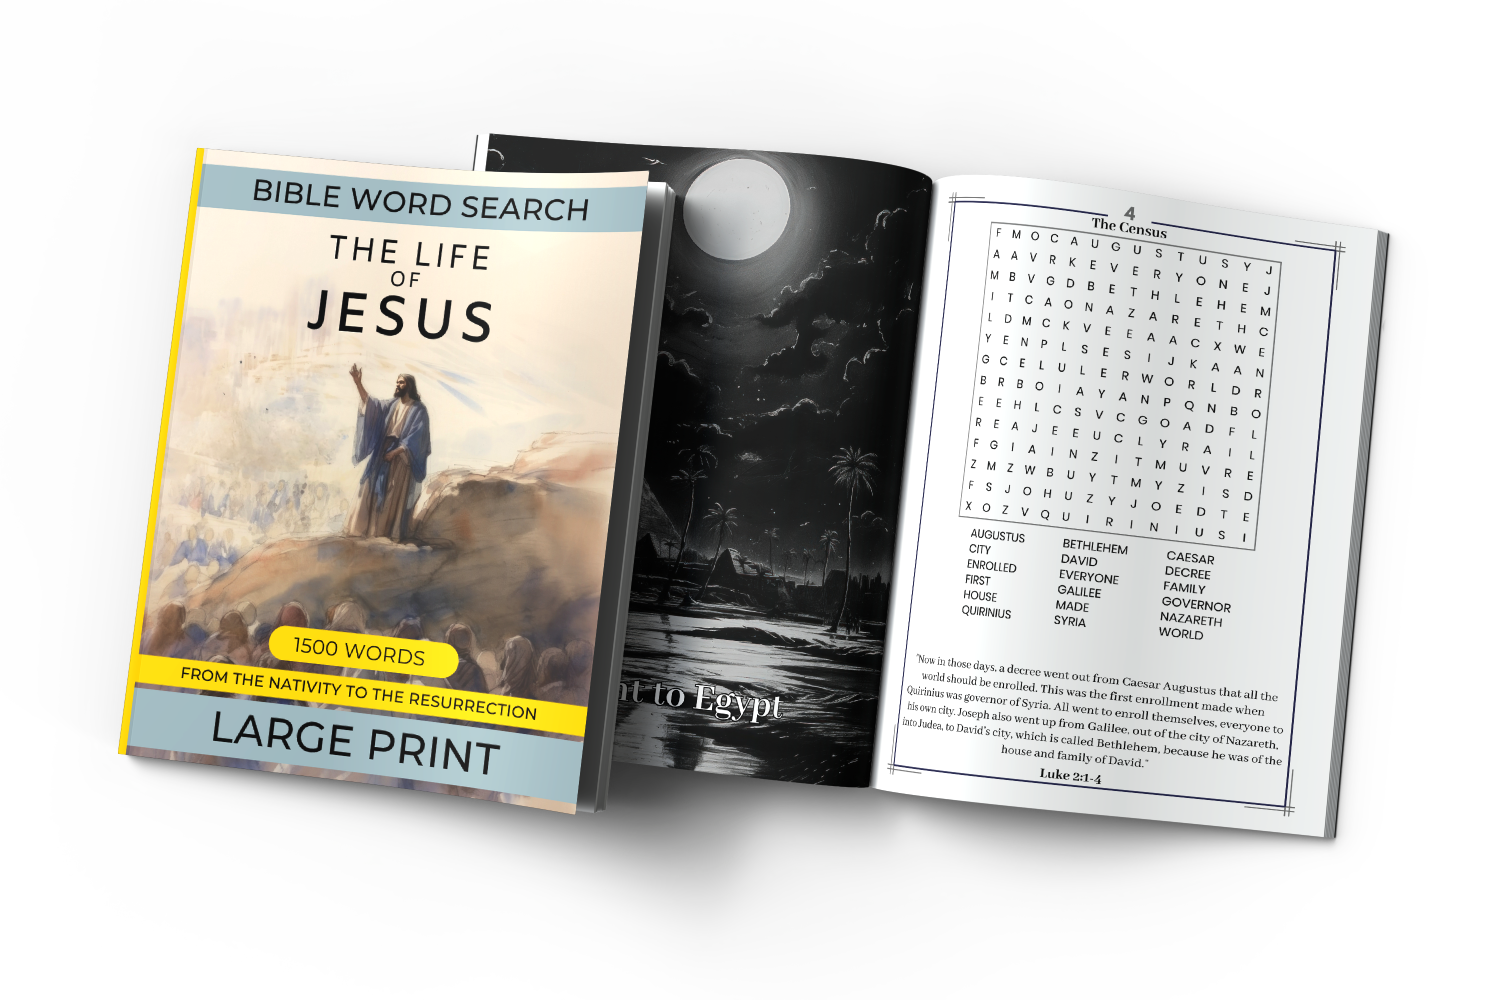 BIBLE WORD SEARCH
THE LIFE
OF
JESUS
1500 WORDS
FROM THE NATIVITY TO THE RESURRECTION
LARGE PRINT
to Egypt
4
The Census
F M O C A U G U S T U S Y J
A A V R K E V E R Y O N E J
M B V G D B E T H L E H E M
I T C A O N A Z A R E T H C
L D M C K V E E A A C X W E
Y E N P L S E S I J K A A N
G C E L U L E R W O R L D R
B R B O I A Y A N P Q N B O
E E H L C S V C G O A D F L
R E A J E E U C L Y R A I L
F G I A I N Z I T M U V R E
Z M Z W B U Y T M Y Z I S D
F S J O H U Z Y J O E D T E
X O Z V Q U I R I N I U S I
AUGUSTUS BETHLEHEM CAESAR
CITY DAVID DECREE
ENROLLED EVERYONE FAMILY
FIRST GALILEE GOVERNOR
HOUSE MADE NAZARETH
QUIRINIUS SYRIA WORLD
"Now in those days, a decree went out from Caesar Augustus that all the
world should be enrolled. This was the first enrollment made when
Quirinius was governor of Syria. All went to enroll themselves, everyone to
his own city. Joseph also went up from Galilee, out of the city of Nazareth,
into Judea, to David's city, which is called Bethlehem, because he was of the
house and family of David."
Luke 2:1-4